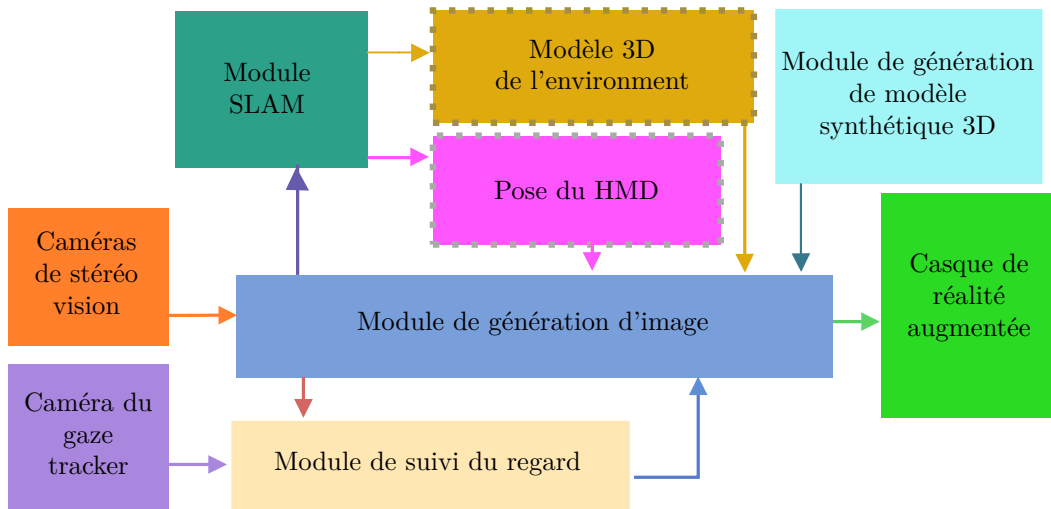 Module
SLAM
Modèle 3D
de l'environment
Module de génération
de modèle
synthétique 3D
Pose du HMD
Caméras
de stéréo
vision
Module de génération d'image
Casque de
réalité
augmentée
Caméra du
gaze
tracker
Module de suivi du regard